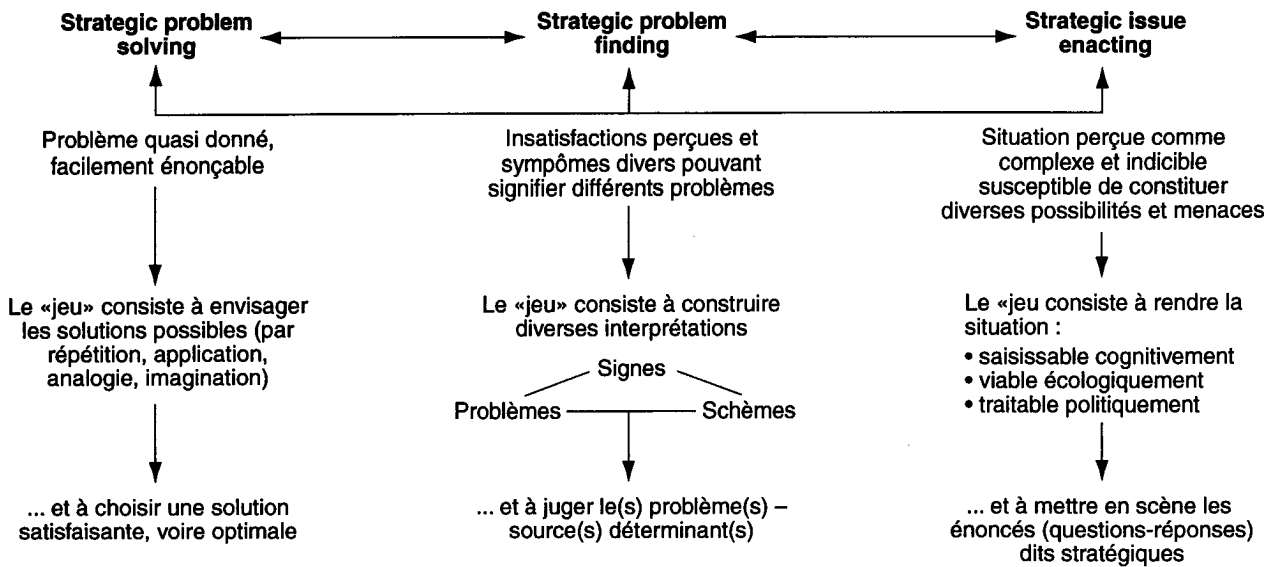 Strategic problem
solving
Strategic problem
finding
Strategic issue
enacting
Problème quasi donné,
facilement énonçable
Insatisfactions perçues et
sympômes divers pouvant
signifier différents problèmes
Situation perçue comme
complexe et indicible
susceptible de constituer
diverses possibilités et menaces
Le «jeu» consiste à envisager
les solutions possibles (par
répétition, application,
analogie, imagination)
Le «jeu» consiste à construire
diverses interprétations
Signes
Problèmes
Schèmes
Le «jeu consiste à rendre la
situation :
• saisissable cognitivement
• viable écologiquement
• traitable politiquement
... et à choisir une solution
satisfaisante, voire optimale
... et à juger le(s) problème(s) –
source(s) déterminant(s)
... et à mettre en scène les
énoncés (questions-réponses)
dits stratégiques